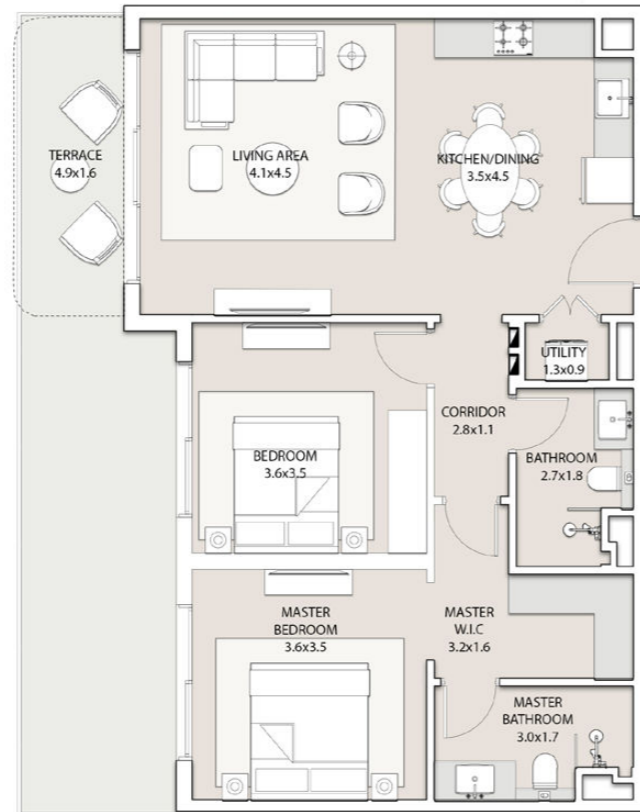 TERRACE
4.9x1.6
LIVING AREA
4.1x4.5
KITCHEN/DINING
3.5x4.5
UTILITY
1.3x0.9
CORRIDOR
2.8x1.1
BEDROOM
3.6x3.5
BATHROOM
2.7x1.8
MASTER
BEDROOM
3.6x3.5
MASTER
W.I.C
3.2x1.6
MASTER
BATHROOM
3.0x1.7